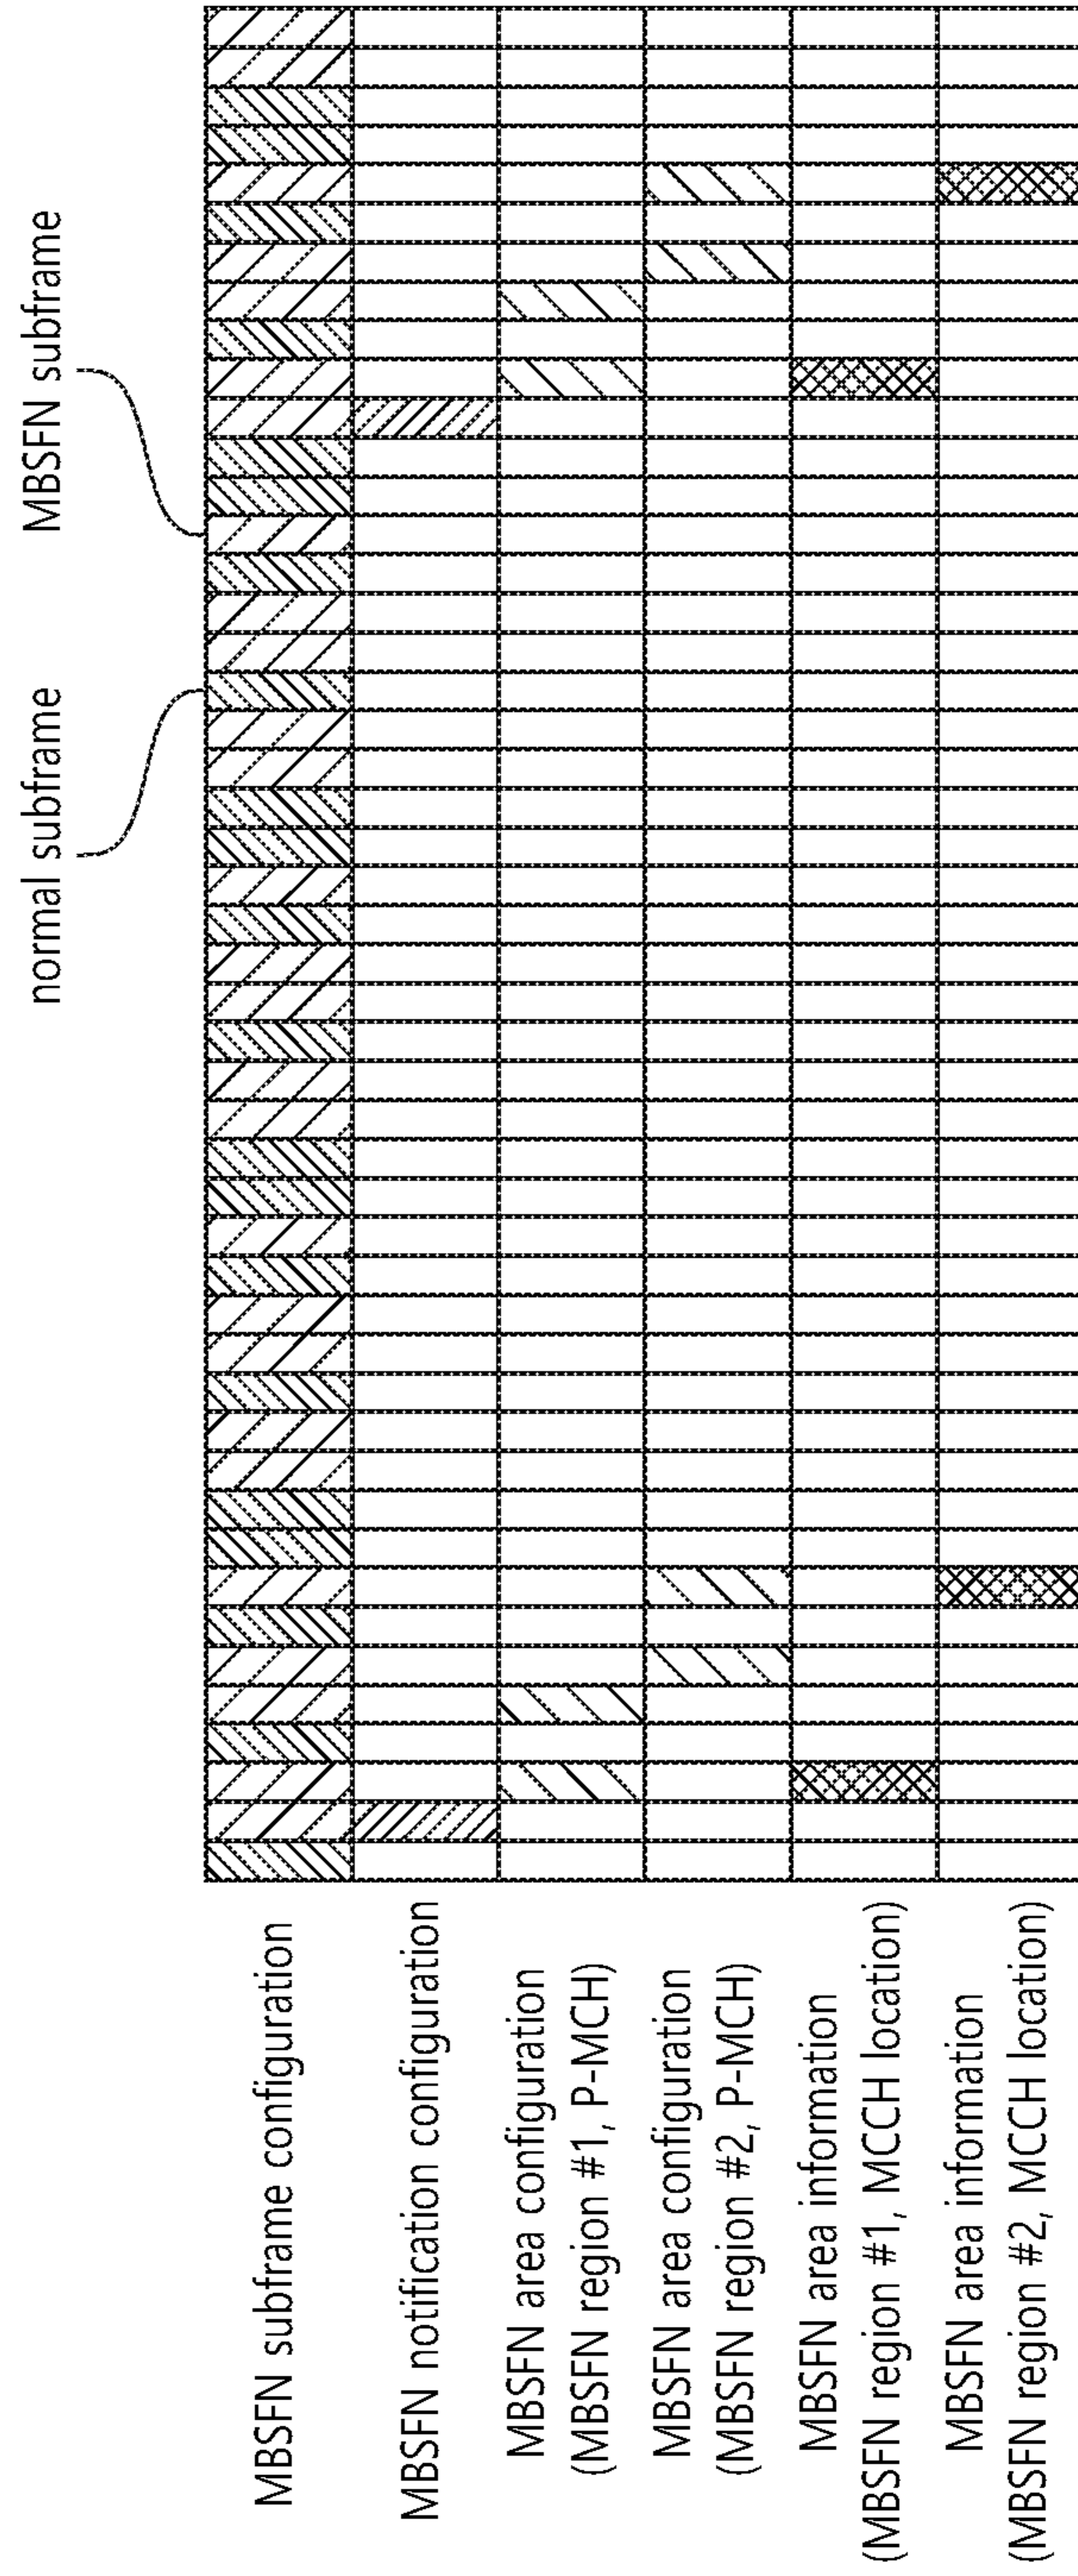 normal subframe
MBSFN subframe
MBSFN subframe configuration
MBSFN notification configuration
MBSFN area configuration
(MBSFN region #1, P-MCH)
MBSFN area configuration
(MBSFN region #2, P-MCH)
MBSFN area information
(MBSFN region #1, MCCH location)
MBSFN area information
(MBSFN region #2, MCCH location)